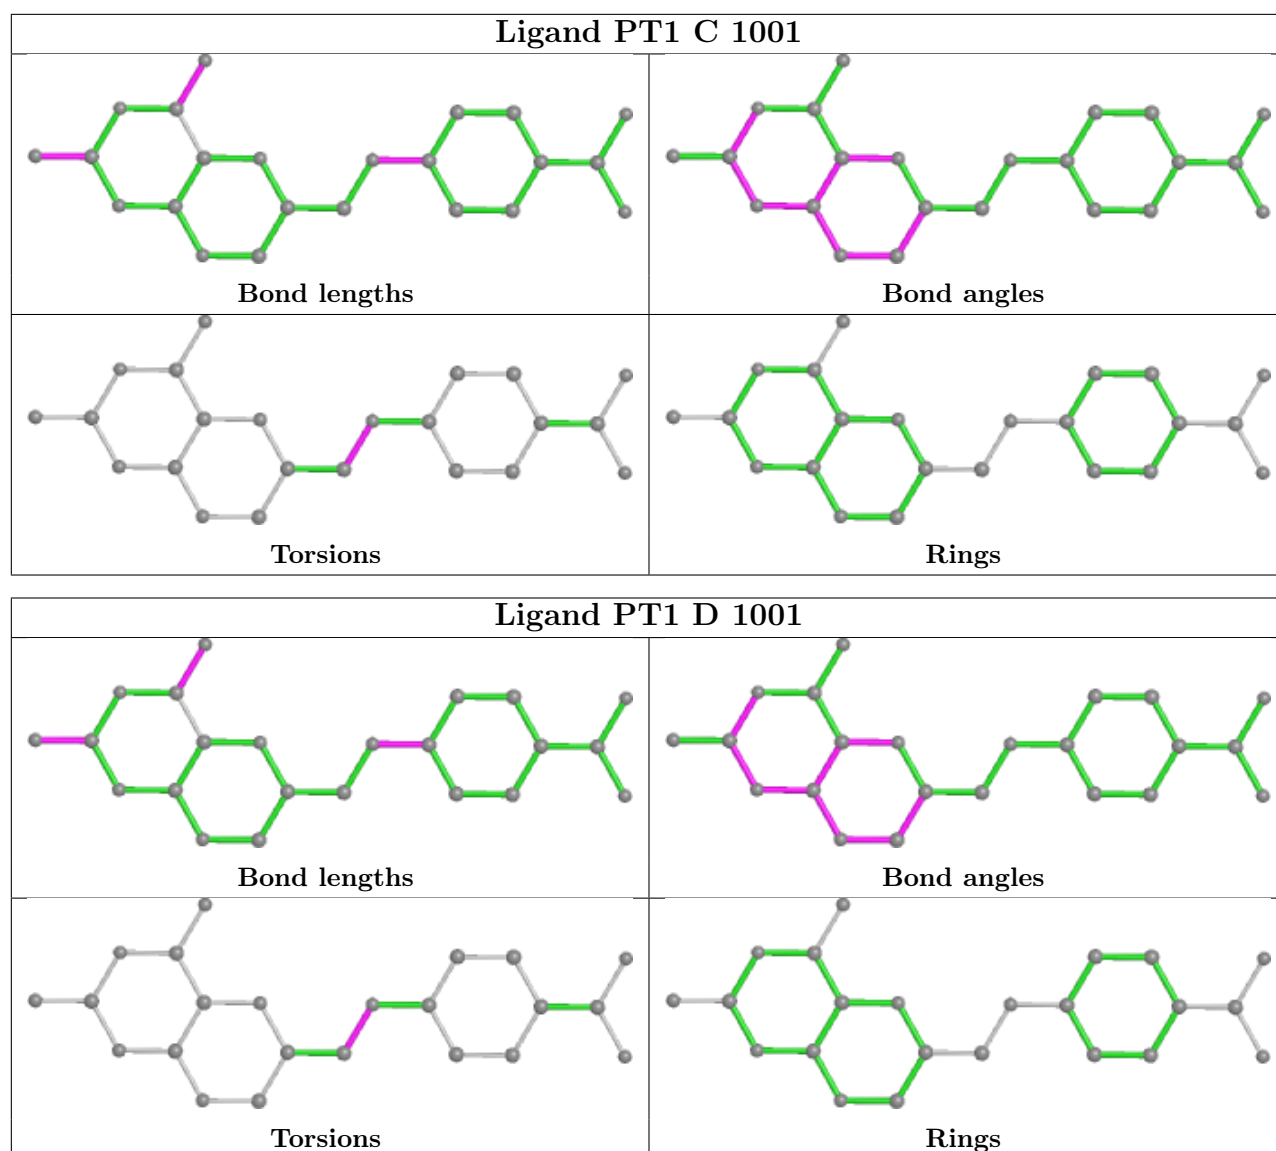 Ligand PT1 C 1001
Bond lengths
Bond angles
Torsions
Rings
Ligand PT1 D 1001
Bond lengths
Bond angles
Torsions
Rings